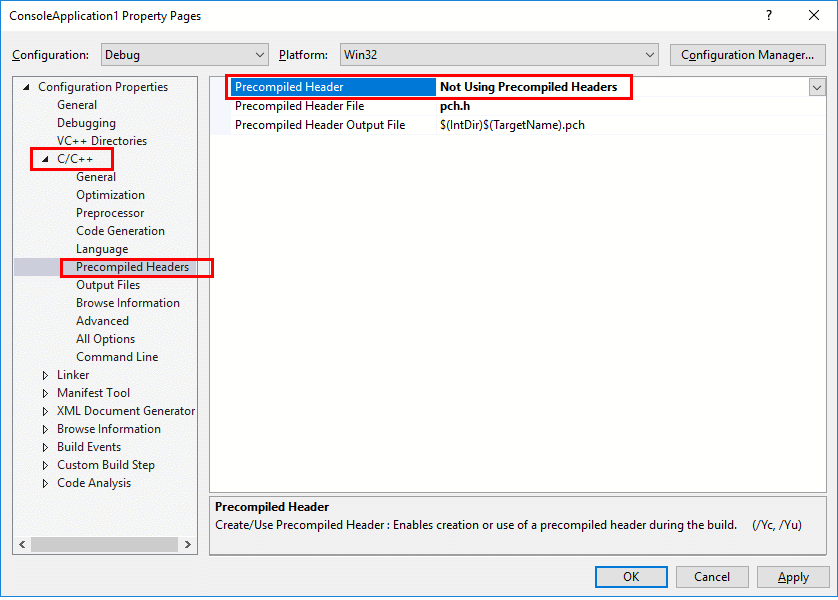 ConsoleApplication1 Property Pages
?
Configuration: Debug Platform: Win32 Configuration Manager...
Configuration Properties
General
Debugging
VC++ Directories
C/C++
General
Optimization
Preprocessor
Code Generation
Language
Precompiled Headers
Output Files
Browse Information
Advanced
All Options
Command Line
Linker
Manifest Tool
XML Document Generator
Browse Information
Build Events
Custom Build Step
Code Analysis
Precompiled Header Not Using Precompiled Headers
Precompiled Header File pch.h
Precompiled Header Output File $(IntDir)$(TargetName).pch
Precompiled Header
Create/Use Precompiled Header : Enables creation or use of a precompiled header during the build. (/Yc, /Yu)
OK Cancel Apply